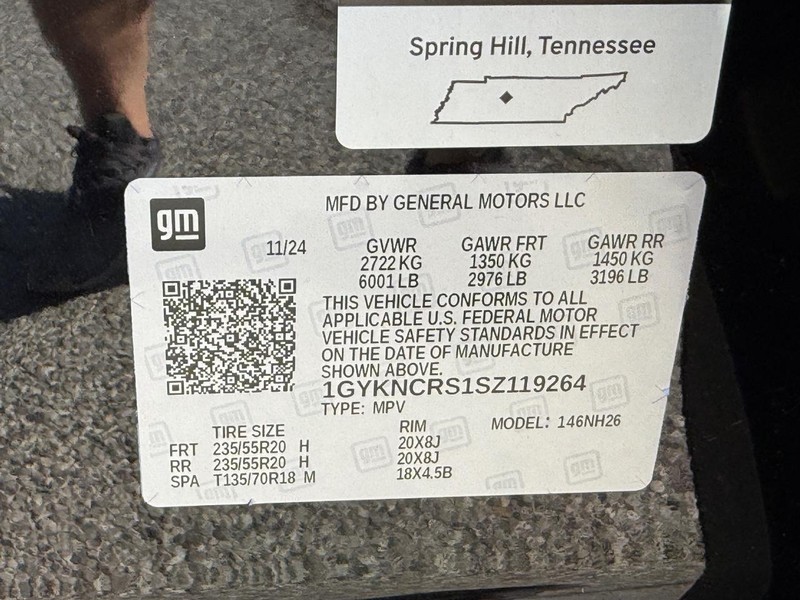 Spring Hill, Tennessee
gm
MFD BY GENERAL MOTORS LLC
11/24
GVWR GAWR FRT GAWR RR
2722 KG 1350 KG 1450 KG
6001 LB 2976 LB 3196 LB
THIS VEHICLE CONFORMS TO ALL
APPLICABLE U.S. FEDERAL MOTOR
VEHICLE SAFETY STANDARDS IN EFFECT
ON THE DATE OF MANUFACTURE
SHOWN ABOVE.
1GYKNCRS1SZ119264
TYPE: MPV
TIRE SIZE RIM MODEL: 146NH26
FRT 235/55R20 H 20X8J
RR 235/55R20 H 20X8J
SPA T135/70R18 M 18X4.5B